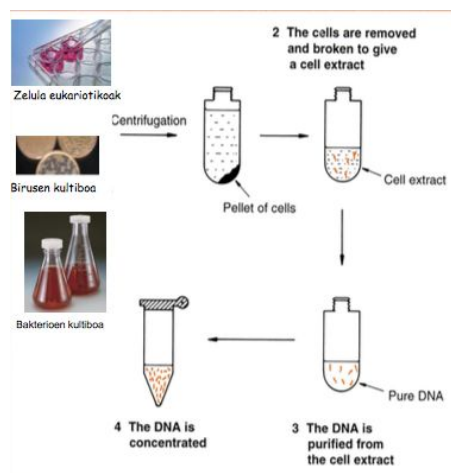 2 The cells are removed
and broken to give
a cell extract
Zelula eukariotikoak
Centrifugation
Birusen kultiboa
Cell extract
Pellet of cells
Bakterioen kultiboa
Pure DNA
4 The DNA is
concentrated
3 The DNA is
purified from
the cell extract